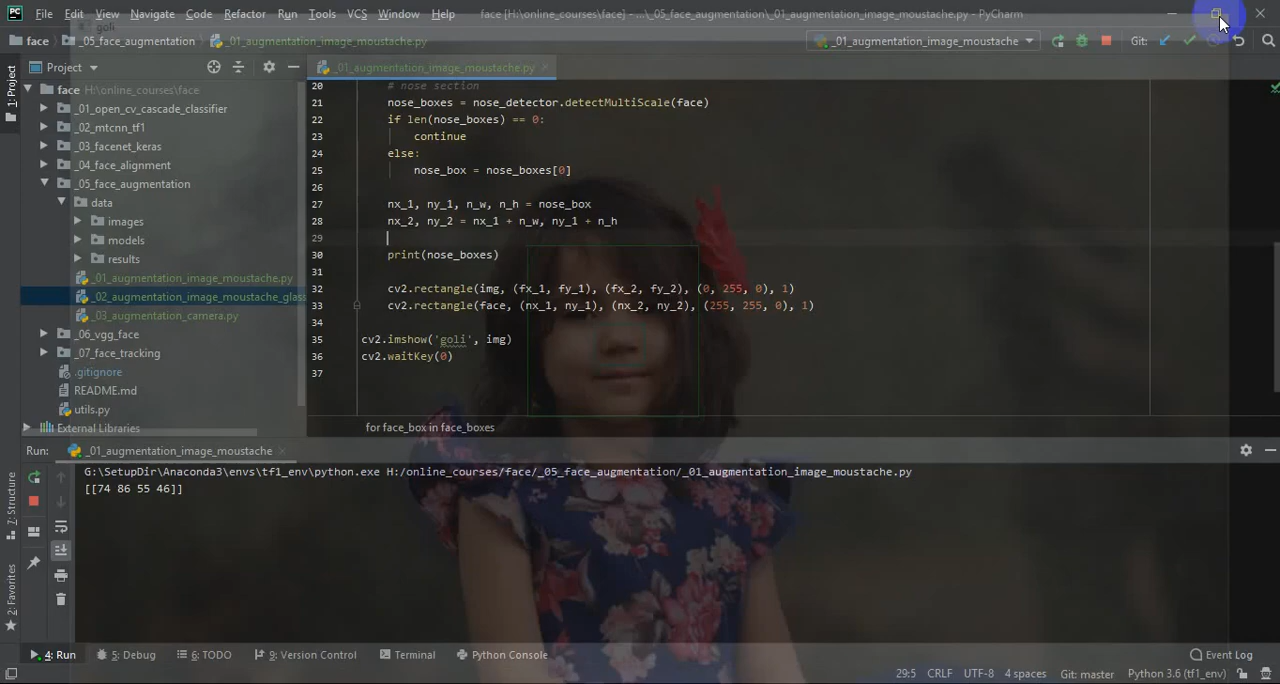 File Edit View Navigate Code Refactor Run Tools VCS Window Help face [H:\online_courses\face] - ...\_05_face_augmentation\_01_augmentation_image_moustache.py - PyCharm
goli
face _05_face_augmentation _01_augmentation_image_moustache.py _01_augmentation_image_moustache Git:
Project _01_augmentation_image_moustache.py
1: Project
face H:\online_courses\face
_01_open_cv_cascade_classifier
_02_mtcnn_tf1
_03_facenet_keras
_04_face_alignment
_05_face_augmentation
data
images
models
results
_01_augmentation_image_moustache.py
_02_augmentation_image_moustache_glass
_03_augmentation_camera.py
_06_vgg_face
_07_face_tracking
.gitignore
README.md
utils.py
External Libraries
20 # nose section
21 nose_boxes = nose_detector.detectMultiScale(face)
22 if len(nose_boxes) == 0:
23 continue
24 else:
25 nose_box = nose_boxes[0]
26
27 nx_1, ny_1, n_w, n_h = nose_box
28 nx_2, ny_2 = nx_1 + n_w, ny_1 + n_h
29
30 print(nose_boxes)
31
32 cv2.rectangle(img, (fx_1, fy_1), (fx_2, fy_2), (0, 255, 0), 1)
33 cv2.rectangle(face, (nx_1, ny_1), (nx_2, ny_2), (255, 255, 0), 1)
34
35 cv2.imshow('goli', img)
36 cv2.waitKey(0)
37
for face_box in face_boxes
Run: _01_augmentation_image_moustache
G:\SetupDir\Anaconda3\envs\tf1_env\python.exe H:/online_courses/face/_05_face_augmentation/_01_augmentation_image_moustache.py
[[74 86 55 46]]
7: Structure
2: Favorites
4: Run 5: Debug 6: TODO 9: Version Control Terminal Python Console Event Log
29:5 CRLF UTF-8 4 spaces Git: master Python 3.6 (tf1_env)